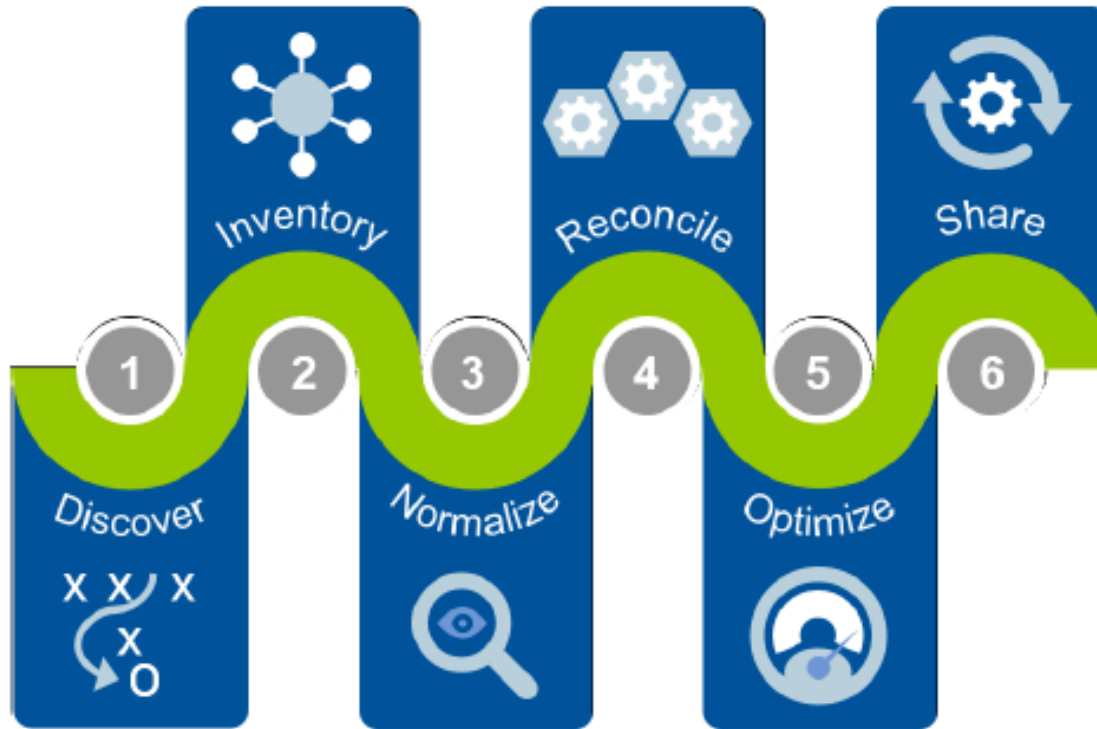 Inventory
Reconcile
Share
1
2
3
4
5
6
Discover
Normalize
Optimize
X X X
X
O